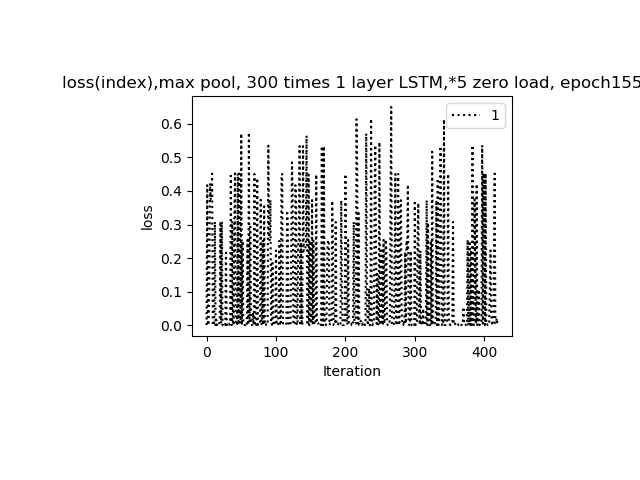 loss(index),max pool, 300 times 1 layer LSTM,*5 zero load, epoch155
1
0.6
0.5
0.4
0.3
0.2
0.1
0.0
loss
0 100 200 300 400
Iteration